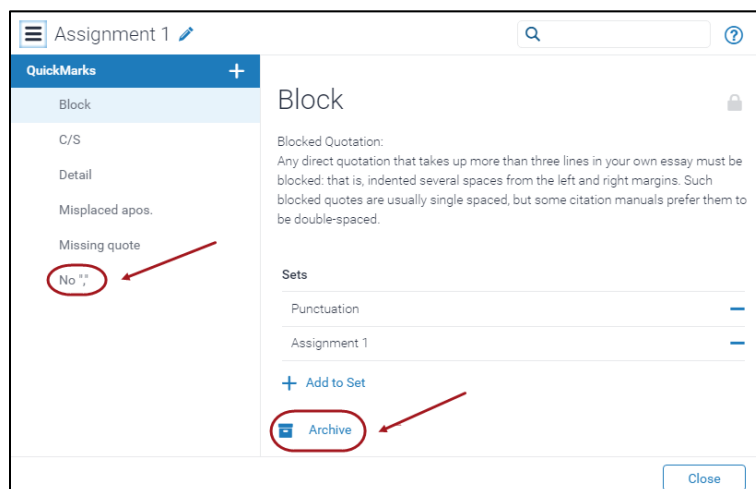 Assignment 1
QuickMarks +
Block
C/S
Detail
Misplaced apos.
Missing quote
No ","
Block
Blocked Quotation:
Any direct quotation that takes up more than three lines in your own essay must be
blocked: that is, indented several spaces from the left and right margins. Such
blocked quotes are usually single spaced, but some citation manuals prefer them to
be double-spaced.
Sets
Punctuation
Assignment 1
+ Add to Set
Archive
Close